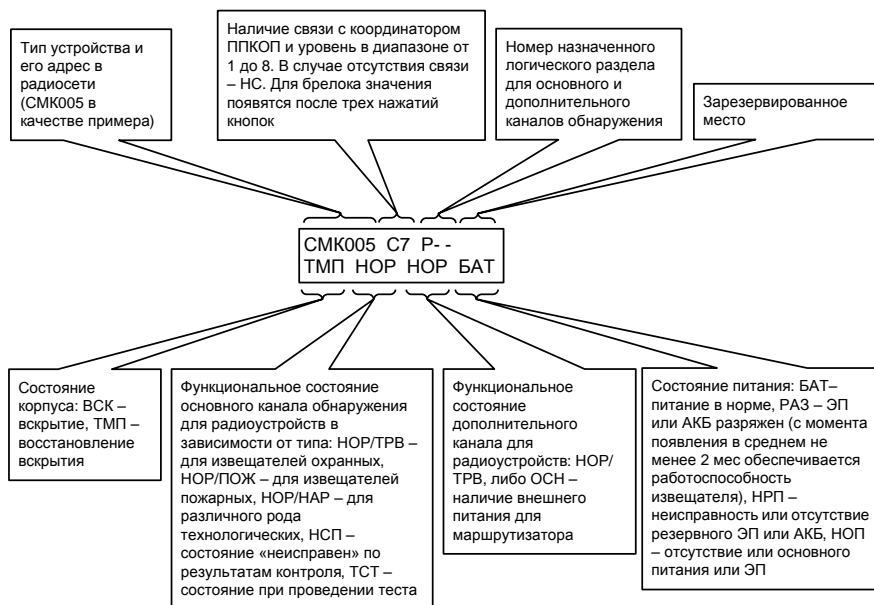 Тип устройства и
его адрес в
радиосети
(СМК005 в
качестве примера)
Наличие связи с координатором
ППКОП и уровень в диапазоне от
1 до 8. В случае отсутствия связи
– НС. Для брелока значения
появятся после трех нажатий
кнопок
Номер назначенного
логического раздела
для основного и
дополнительного
каналов обнаружения
Зарезервированное
место
СМК005 С7 Р- -
ТМП НОР НОР БАТ
Состояние
корпуса: ВСК –
вскрытие, ТМП –
восстановление
вскрытия
Функциональное состояние
основного канала обнаружения
для радиоустройств в
зависимости от типа: НОР/ТРВ –
для извещателей охранных,
НОР/ПОЖ – для извещателей
пожарных, НОР/НАР – для
различного рода
технологических, НСП –
состояние «неисправен» по
результатам контроля, ТСТ –
состояние при проведении теста
Функциональное
состояние
дополнительного
канала для
радиоустройств: НОР/
ТРВ, либо ОСН –
наличие внешнего
питания для
маршрутизатора
Состояние питания: БАТ–
питание в норме, РАЗ – ЭП
или АКБ разряжен (с момента
появления в среднем не
менее 2 мес обеспечивается
работоспособность
извещателя), НРП –
неисправность или отсутствие
резервного ЭП или АКБ, НОП
– отсутствие или основного
питания или ЭП